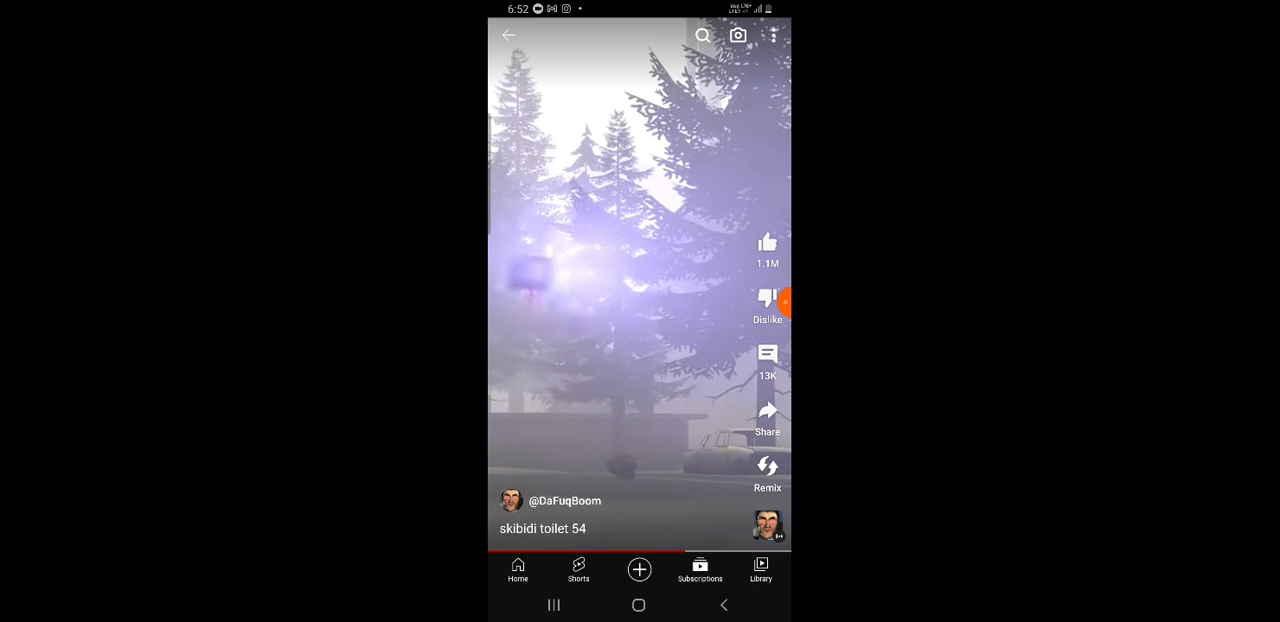 6:52
1.1M
Dislike
13K
Share
Remix
@DaFuqBoom
skibidi toilet 54
Home
Shorts
Subscriptions
Library